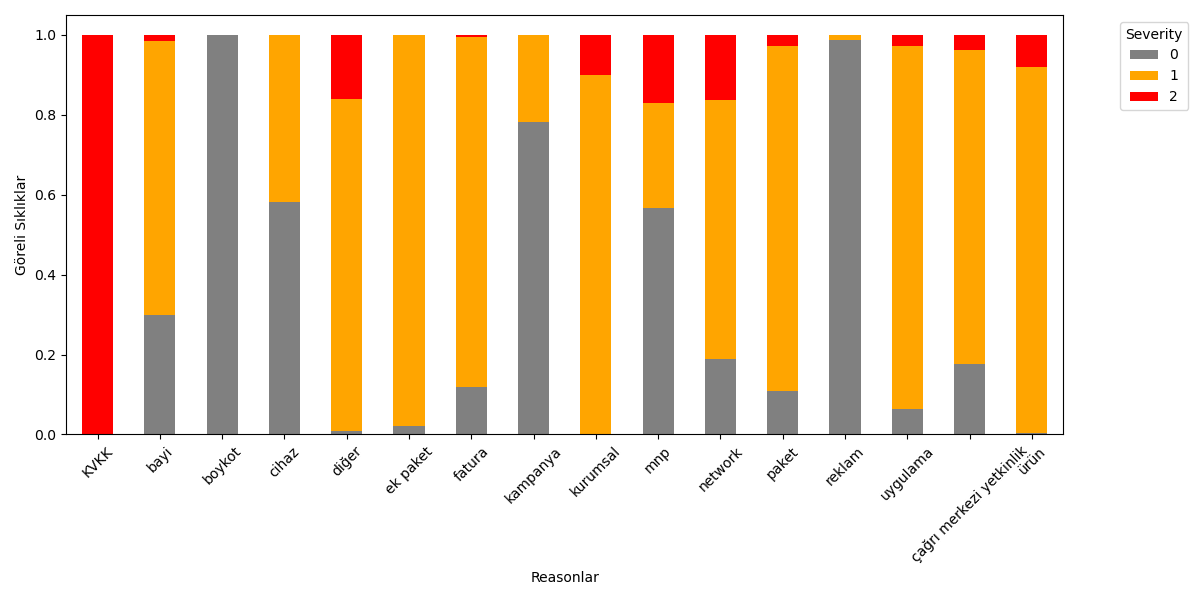 Severity
0
1
2
1.0
0.8
0.6
0.4
0.2
0.0
Göreli Sıklıklar
KVKK
bayi
boykot
cihaz
diğer
ek paket
fatura
kampanya
kurumsal
mnp
network
paket
reklam
uygulama
çağrı merkezi yetkinlik
ürün
Reasonlar